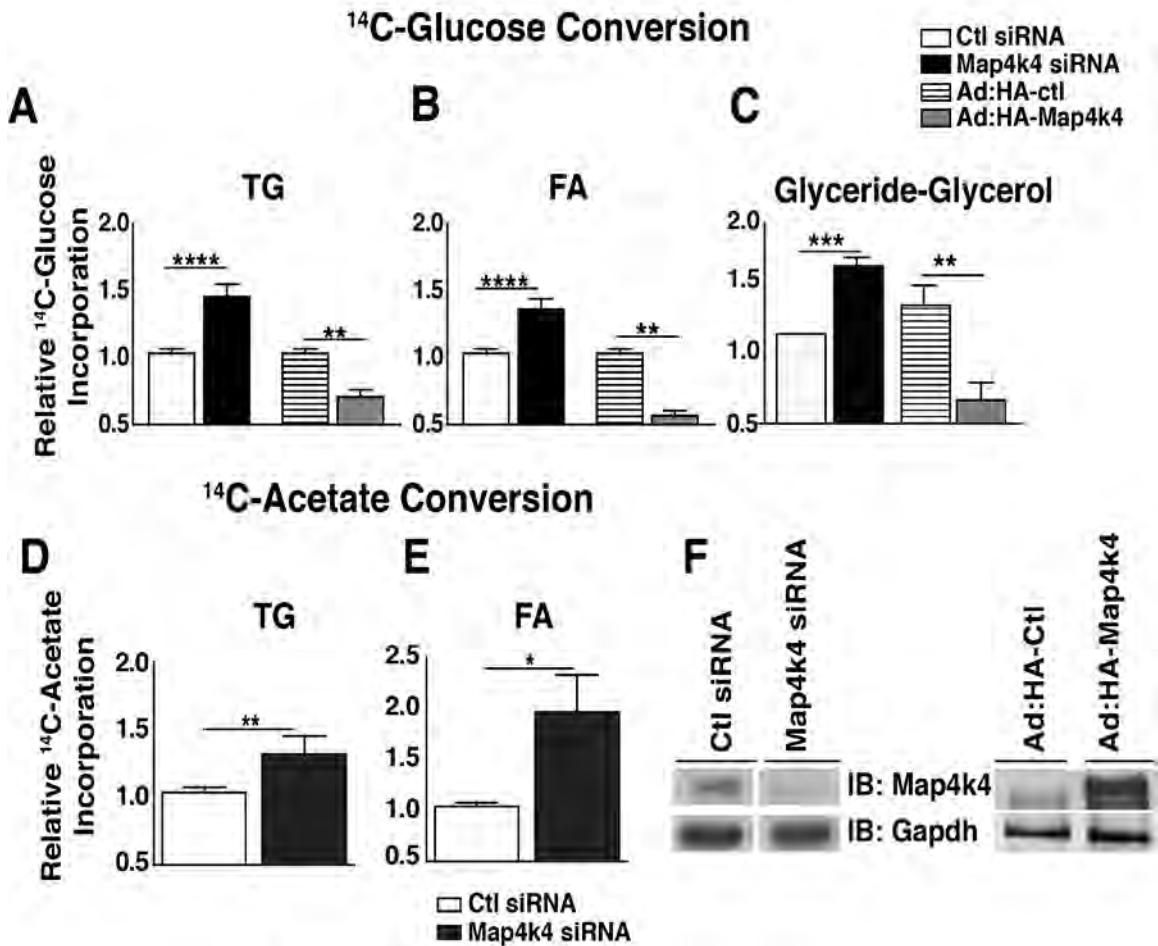 ¹⁴C-Glucose Conversion
Ctl siRNA
Map4k4 siRNA
Ad:HA-ctl
Ad:HA-Map4k4
A
B
C
TG
FA
Glyceride-Glycerol
Relative ¹⁴C-Glucose
Incorporation
2.0
1.5
1.0
0.5
****
**
2.0
1.5
1.0
0.5
****
**
2.0
1.5
1.0
0.5
***
**
¹⁴C-Acetate Conversion
D
E
F
TG
FA
Relative ¹⁴C-Acetate
Incorporation
2.0
1.5
1.0
0.5
**
2.5
2.0
1.5
1.0
0.5
*
Ctl siRNA
Map4k4 siRNA
Ctl siRNA
Map4k4 siRNA
Ad:HA-Ctl
Ad:HA-Map4k4
IB: Map4k4
IB: Gapdh